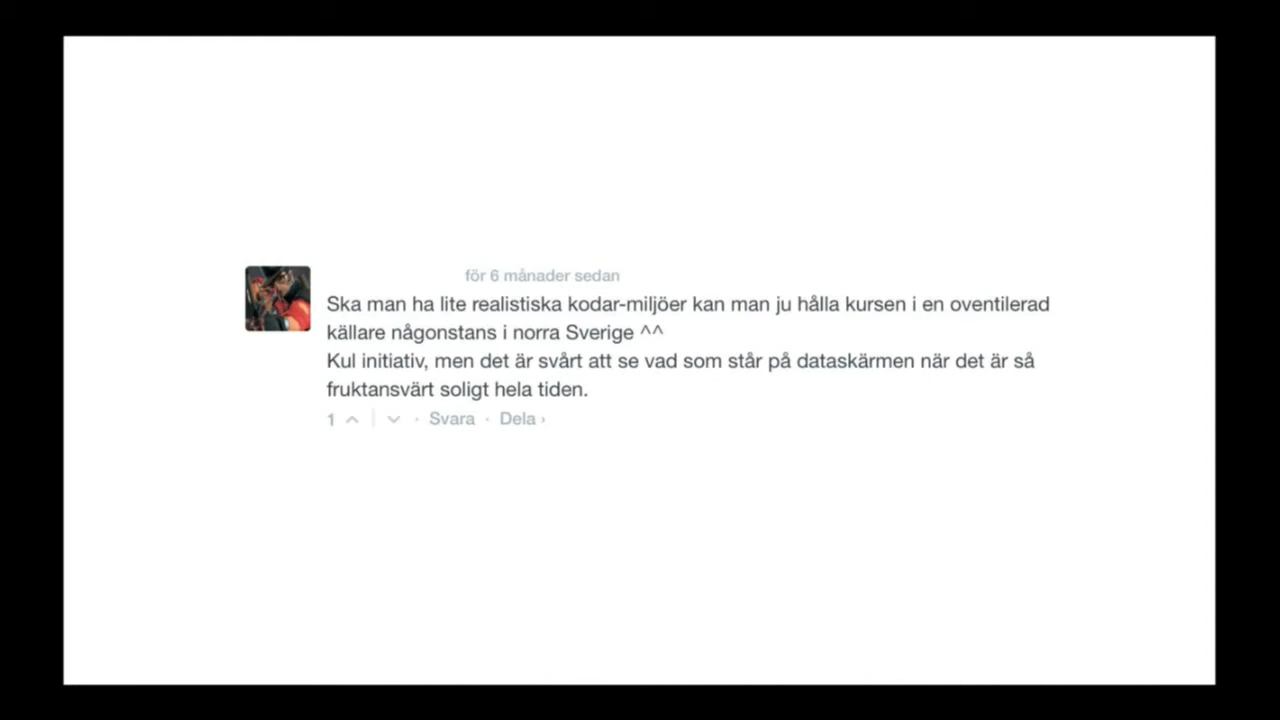 för 6 månader sedan
Ska man ha lite realistiska kodar-miljöer kan man ju hålla kursen i en oventilerad
källare någonstans i norra Sverige ^^
Kul initiativ, men det är svårt att se vad som står på dataskärmen när det är så
fruktansvärt soligt hela tiden.
1 · Svara · Dela ›